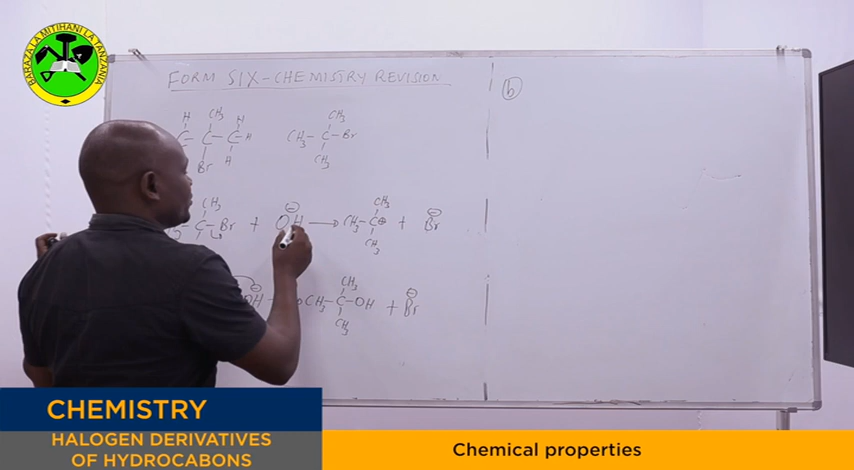 BARAZA LA MITIHANI LA TANZANIA
FORM SIX-CHEMISTRY REVISION
(b)
H CH3 H
C - C - C - H
Br H
CH3
CH3 - C - Br
CH3
CH3
C - Br + OH⊖ → CH3 - C⊕ + Br⊖
CH3
CH3
OH CH3 - C - OH + Br⊖
CH3
CHEMISTRY
HALOGEN DERIVATIVES
OF HYDROCABONS
Chemical properties